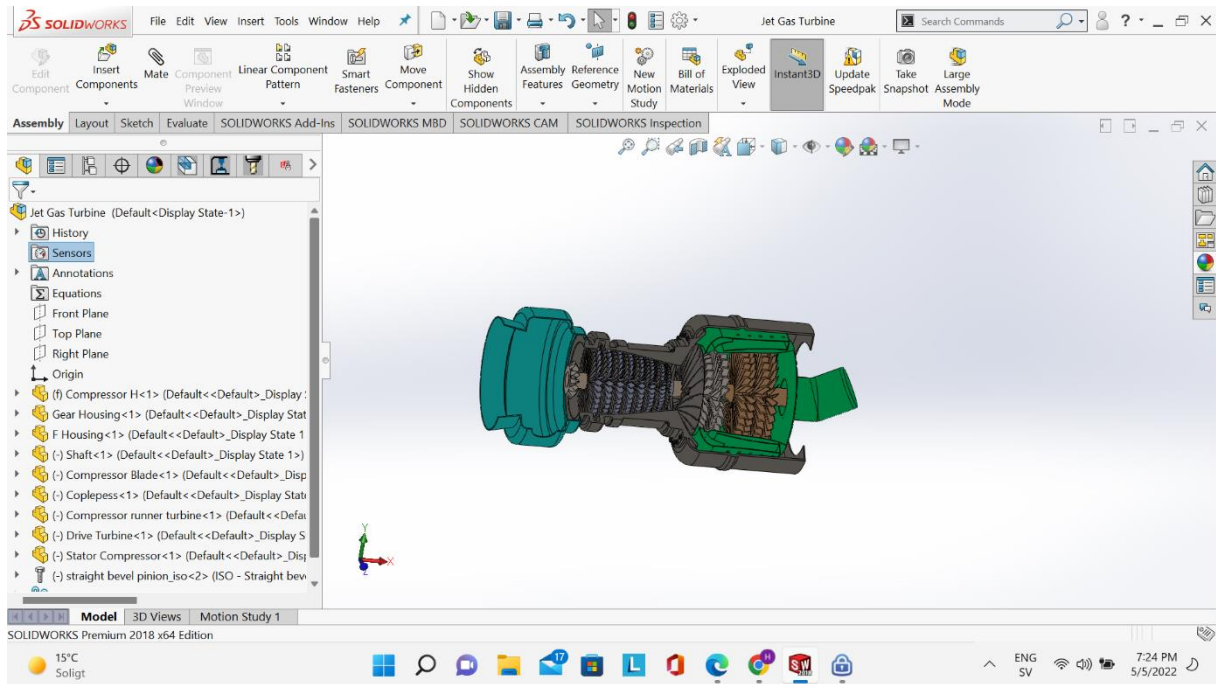 SOLIDWORKS File Edit View Insert Tools Window Help Jet Gas Turbine Search Commands ?
Edit Component
Insert Components
Mate
Component Preview Window
Linear Component Pattern
Smart Fasteners
Move Component
Show Hidden Components
Assembly Features
Reference Geometry
New Motion Study
Bill of Materials
Exploded View
Instant3D
Update Speedpak
Take Snapshot
Large Assembly Mode
Assembly Layout Sketch Evaluate SOLIDWORKS Add-Ins SOLIDWORKS MBD SOLIDWORKS CAM SOLIDWORKS Inspection
Jet Gas Turbine (Default<Display State-1>)
History
Sensors
Annotations
Equations
Front Plane
Top Plane
Right Plane
Origin
(f) Compressor H<1> (Default<<Default>_Display
Gear Housing<1> (Default<<Default>_Display Stat
F Housing<1> (Default<<Default>_Display State 1
(-) Shaft<1> (Default<<Default>_Display State 1>)
(-) Compressor Blade<1> (Default<<Default>_Disp
(-) Coplepess<1> (Default<<Default>_Display Stat
(-) Compressor runner turbine<1> (Default<<Defau
(-) Drive Turbine<1> (Default<<Default>_Display S
(-) Stator Compressor<1> (Default<<Default>_Disp
(-) straight bevel pinion_iso<2> (ISO - Straight bev
Y
X
Z
Model 3D Views Motion Study 1
SOLIDWORKS Premium 2018 x64 Edition
15°C
Soligt
17
L
H
SW
2018
ENG
SV
7:24 PM
5/5/2022